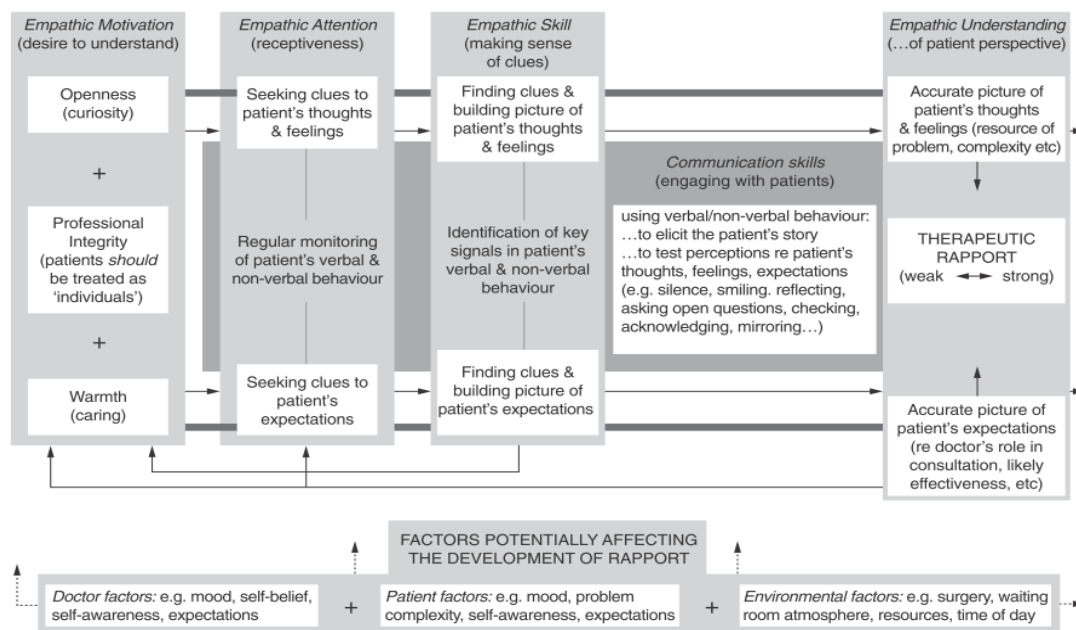 Empathic Motivation
(desire to understand)
Openness
(curiosity)
+
Professional
Integrity
(patients should
be treated as
‘individuals’)
+
Warmth
(caring)
Empathic Attention
(receptiveness)
Seeking clues to
patient’s thoughts
& feelings
Regular monitoring
of patient’s verbal &
non-verbal behaviour
Seeking clues to
patient’s
expectations
Empathic Skill
(making sense
of clues)
Finding clues &
building picture of
patient’s thoughts
& feelings
Identification of key
signals in patient’s
verbal & non-verbal
behaviour
Finding clues &
building picture of
patient’s expectations
Communication skills
(engaging with patients)
using verbal/non-verbal behaviour:
…to elicit the patient’s story
…to test perceptions re patient’s
thoughts, feelings, expectations
(e.g. silence, smiling. reflecting,
asking open questions, checking,
acknowledging, mirroring…)
Empathic Understanding
(…of patient perspective)
Accurate picture of
patient’s thoughts
& feelings (resource of
problem, complexity etc)
THERAPEUTIC
RAPPORT
(weak strong)
Accurate picture of
patient’s expectations
(re doctor’s role in
consultation, likely
effectiveness, etc)
FACTORS POTENTIALLY AFFECTING
THE DEVELOPMENT OF RAPPORT
Doctor factors: e.g. mood, self-belief,
self-awareness, expectations
+
Patient factors: e.g. mood, problem
complexity, self-awareness, expectations
+
Environmental factors: e.g. surgery, waiting
room atmosphere, resources, time of day